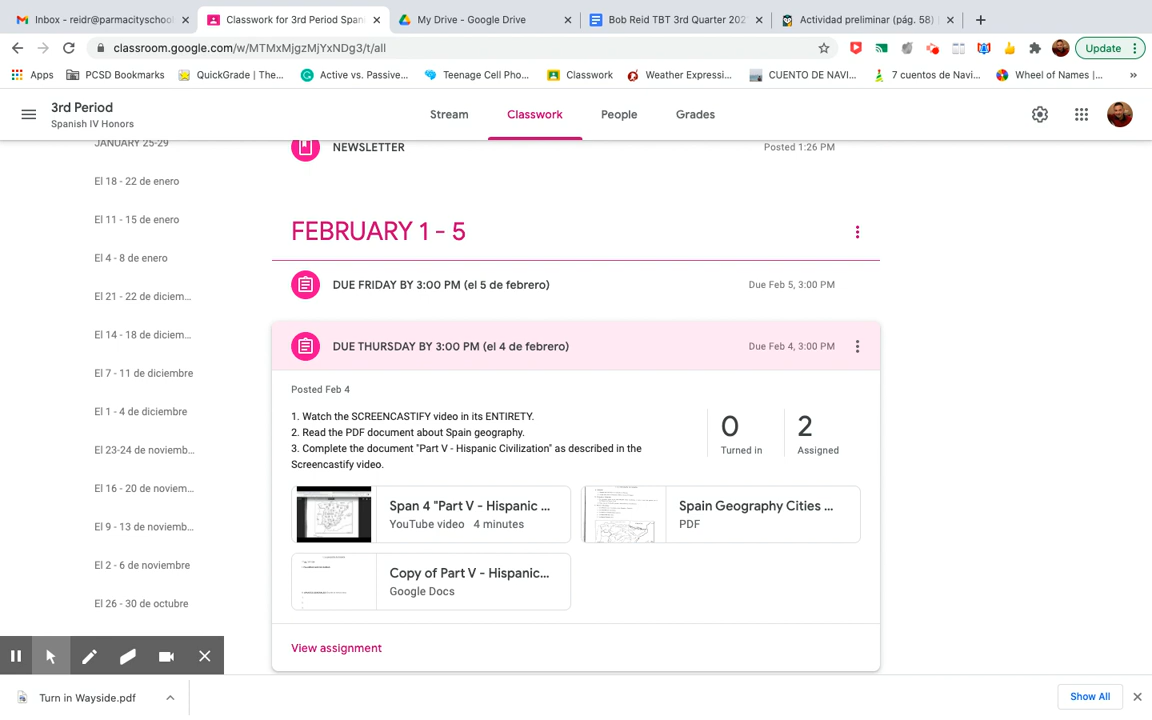 Inbox - reidr@parmacityschool
Classwork for 3rd Period Span
My Drive - Google Drive
Bob Reid TBT 3rd Quarter 202
Actividad preliminar (pág. 58)
classroom.google.com/w/MTMxMjgzMjYxNDg3/t/all
Update
Apps
PCSD Bookmarks
QuickGrade | The...
Active vs. Passive...
Teenage Cell Pho...
Classwork
Weather Expressi...
CUENTO DE NAVI...
7 cuentos de Navi...
Wheel of Names |...
3rd Period
Spanish IV Honors
Stream
Classwork
People
Grades
JANUARY 25-29
El 18 - 22 de enero
El 11 - 15 de enero
El 4 - 8 de enero
El 21 - 22 de diciem...
El 14 - 18 de diciem...
El 7 - 11 de diciembre
El 1 - 4 de diciembre
El 23-24 de noviemb...
El 16 - 20 de noviem...
El 9 - 13 de noviemb...
El 2 - 6 de noviembre
El 26 - 30 de octubre
NEWSLETTER
Posted 1:26 PM
FEBRUARY 1 - 5
DUE FRIDAY BY 3:00 PM (el 5 de febrero)
Due Feb 5, 3:00 PM
DUE THURSDAY BY 3:00 PM (el 4 de febrero)
Due Feb 4, 3:00 PM
Posted Feb 4
1. Watch the SCREENCASTIFY video in its ENTIRETY.
2. Read the PDF document about Spain geography.
3. Complete the document "Part V - Hispanic Civilization" as described in the
Screencastify video.
0
Turned in
2
Assigned
Span 4 "Part V - Hispanic ...
YouTube video 4 minutes
Spain Geography Cities ...
PDF
Copy of Part V - Hispanic...
Google Docs
View assignment
Turn in Wayside.pdf
Show All